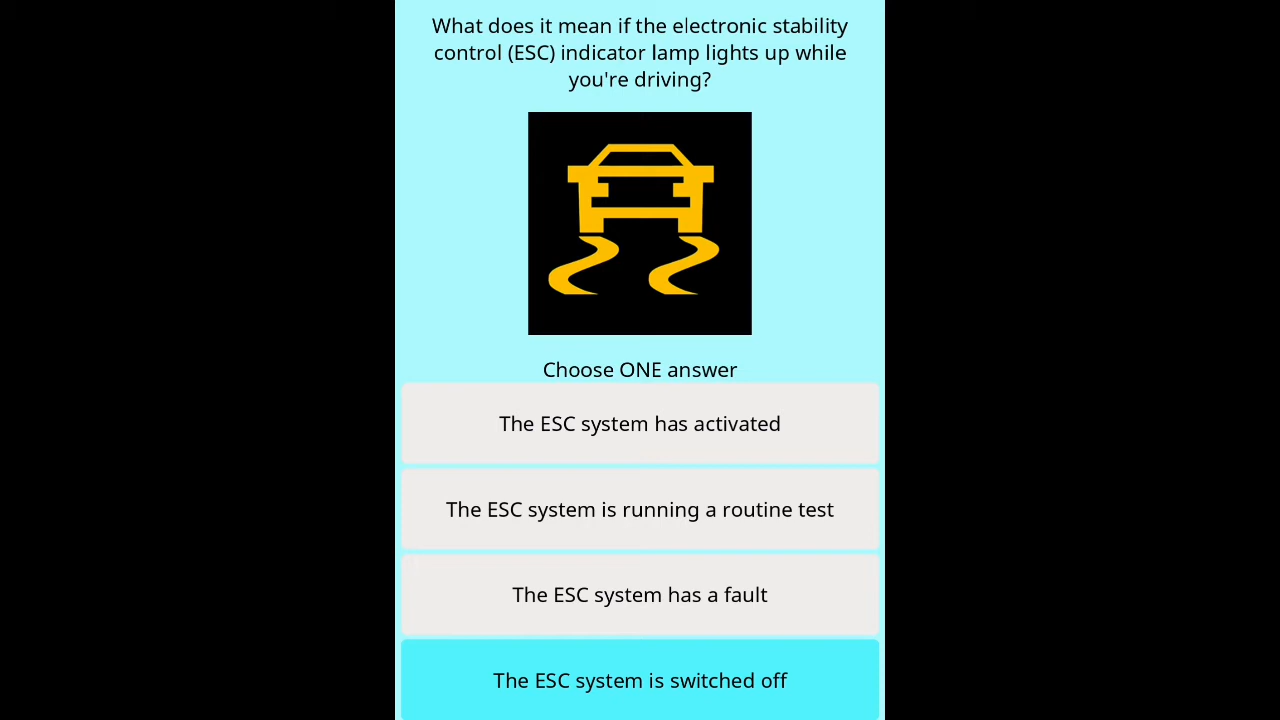 What does it mean if the electronic stability
control (ESC) indicator lamp lights up while
you're driving?
Choose ONE answer
The ESC system has activated
The ESC system is running a routine test
The ESC system has a fault
The ESC system is switched off